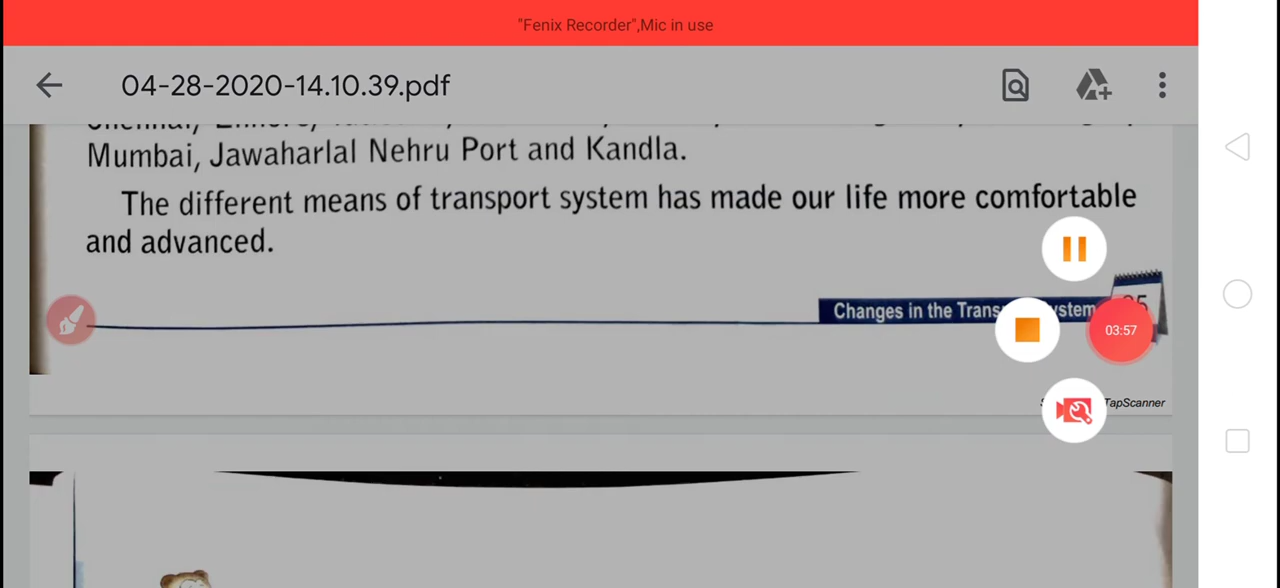 "Fenix Recorder",Mic in use
04-28-2020-14.10.39.pdf
Mumbai, Jawaharlal Nehru Port and Kandla.
The different means of transport system has made our life more comfortable
and advanced.
Changes in the
03:57
TapScanner